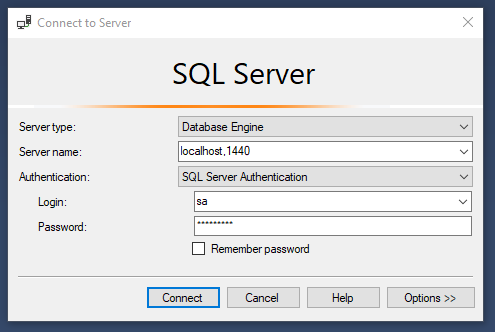 Connect to Server
SQL Server
Server type: Database Engine
Server name: localhost,1440
Authentication: SQL Server Authentication
Login: sa
Password: *********
Remember password
Connect Cancel Help Options >>